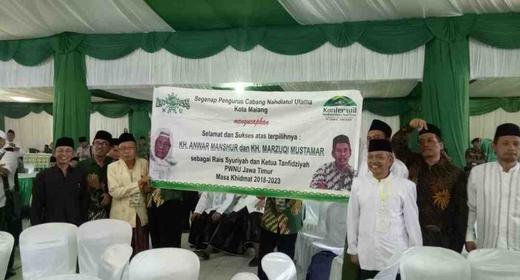 Segenap Pengurus Cabang Nahdlatul Ulama
Kota Malang
mengucapkan
Selamat dan Sukses atas terpilihnya :
KH. ANWAR MANSHUR dan KH. MARZUQI MUSTAMAR
sebagai Rais Syuriyah dan Ketua Tanfidziyah
PWNU Jawa Timur
Masa Khidmat 2018-2023
Konferwil